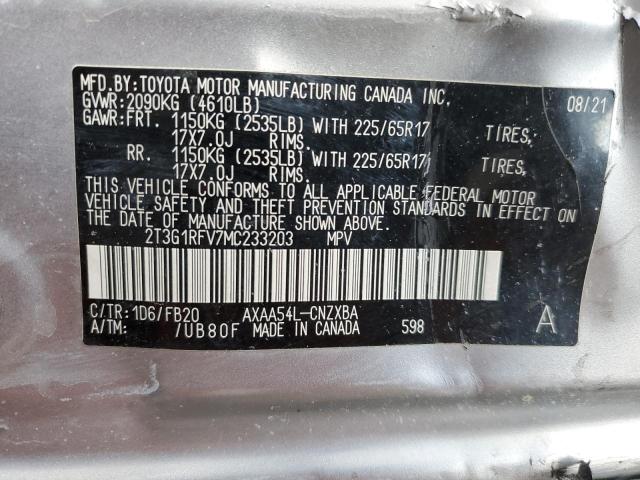 MFD.BY:TOYOTA MOTOR MANUFACTURING CANADA INC.
GVWR:2090KG (4610LB) 08/21
GAWR:FRT. 1150KG (2535LB) WITH 225/65R17 TIRES,
17X7.0J RIMS.
RR. 1150KG (2535LB) WITH 225/65R17 TIRES,
17X7.0J RIMS.
THIS VEHICLE CONFORMS TO ALL APPLICABLE FEDERAL MOTOR
VEHICLE SAFETY AND THEFT PREVENTION STANDARDS IN EFFECT ON
THE DATE OF MANUFACTURE SHOWN ABOVE.
2T3G1RFV7MC233203 MPV
C/TR:1D6/FB20 AXAA54L-CNZXBA
A/TM: /UB80F MADE IN CANADA 598 A